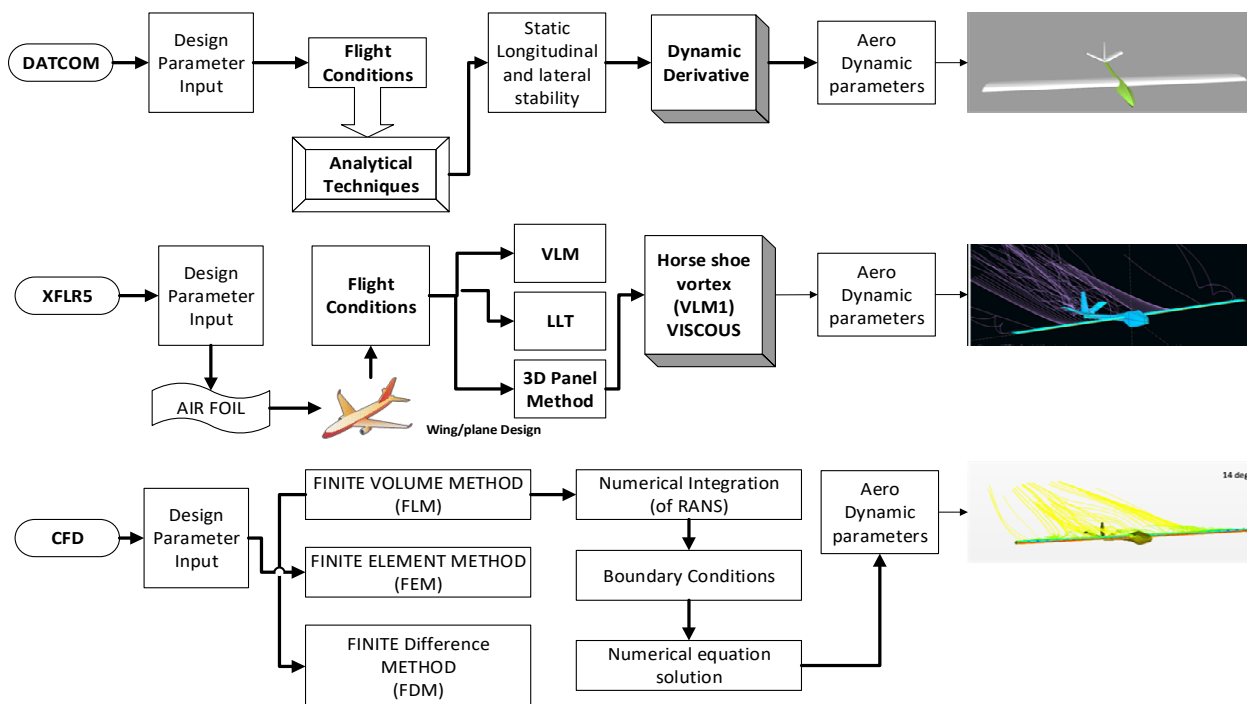 DATCOM
Design
Parameter
Input
Flight
Conditions
Analytical
Techniques
Static
Longitudinal
and lateral
stability
Dynamic
Derivative
Aero
Dynamic
parameters
XFLR5
Design
Parameter
Input
AIR FOIL
Wing/plane Design
Flight
Conditions
VLM
LLT
3D Panel
Method
Horse shoe
vortex
(VLM1)
VISCOUS
Aero
Dynamic
parameters
CFD
Design
Parameter
Input
FINITE VOLUME METHOD
(FLM)
FINITE ELEMENT METHOD
(FEM)
FINITE Difference
METHOD
(FDM)
Numerical Integration
(of RANS)
Boundary Conditions
Numerical equation
solution
Aero
Dynamic
parameters
14 deg